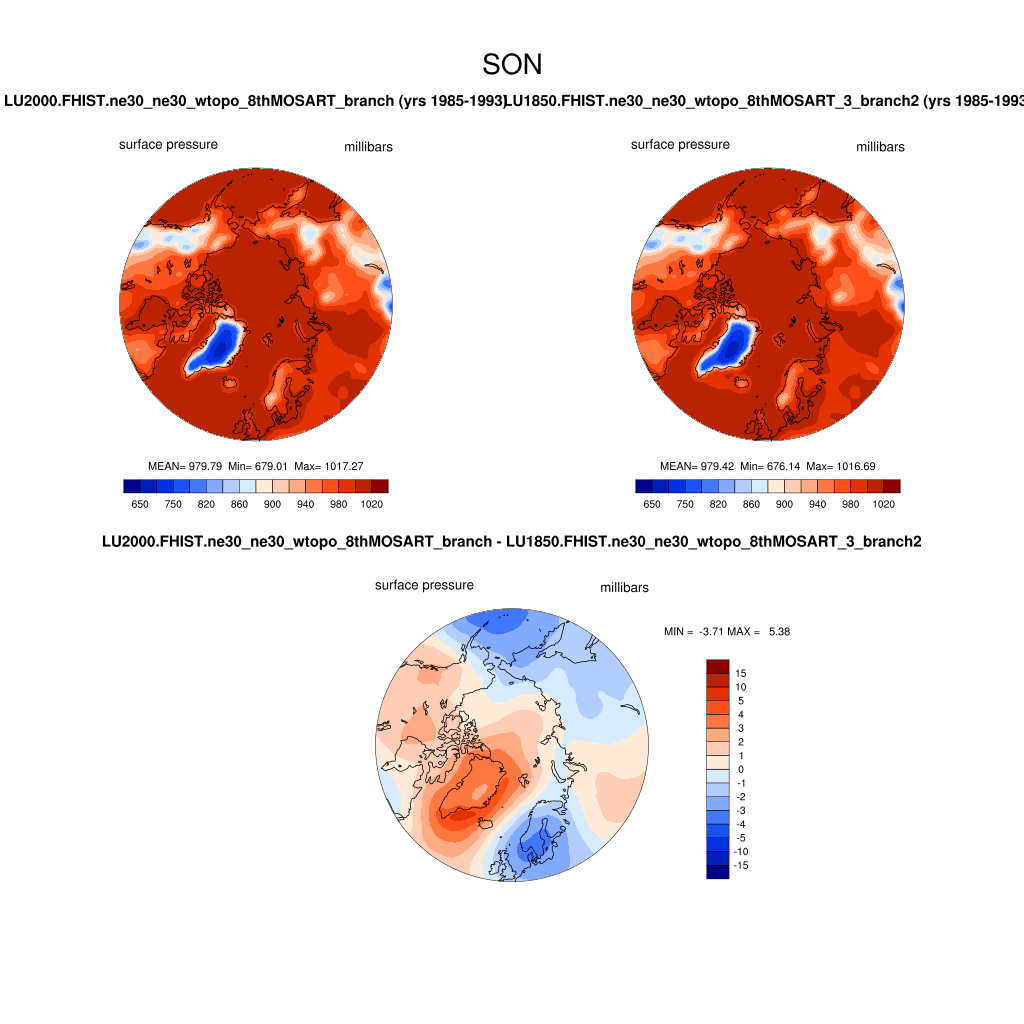 SON
LU2000.FHIST.ne30_ne30_wtopo_8thMOSART_branch (yrs 1985-1993)
LU1850.FHIST.ne30_ne30_wtopo_8thMOSART_3_branch2 (yrs 1985-1993
surface pressure millibars
surface pressure millibars
MEAN= 979.79 Min= 679.01 Max= 1017.27
MEAN= 979.42 Min= 676.14 Max= 1016.69
650 750 820 860 900 940 980 1020
650 750 820 860 900 940 980 1020
LU2000.FHIST.ne30_ne30_wtopo_8thMOSART_branch - LU1850.FHIST.ne30_ne30_wtopo_8thMOSART_3_branch2
surface pressure millibars
MIN = -3.71 MAX = 5.38
15
10
5
4
3
2
1
0
-1
-2
-3
-4
-5
-10
-15